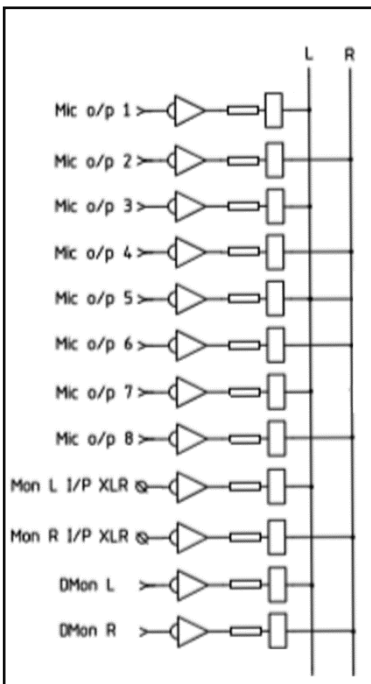 L R
Mic o/p 1
Mic o/p 2
Mic o/p 3
Mic o/p 4
Mic o/p 5
Mic o/p 6
Mic o/p 7
Mic o/p 8
Mon L I/P XLR
Mon R I/P XLR
DMon L
DMon R